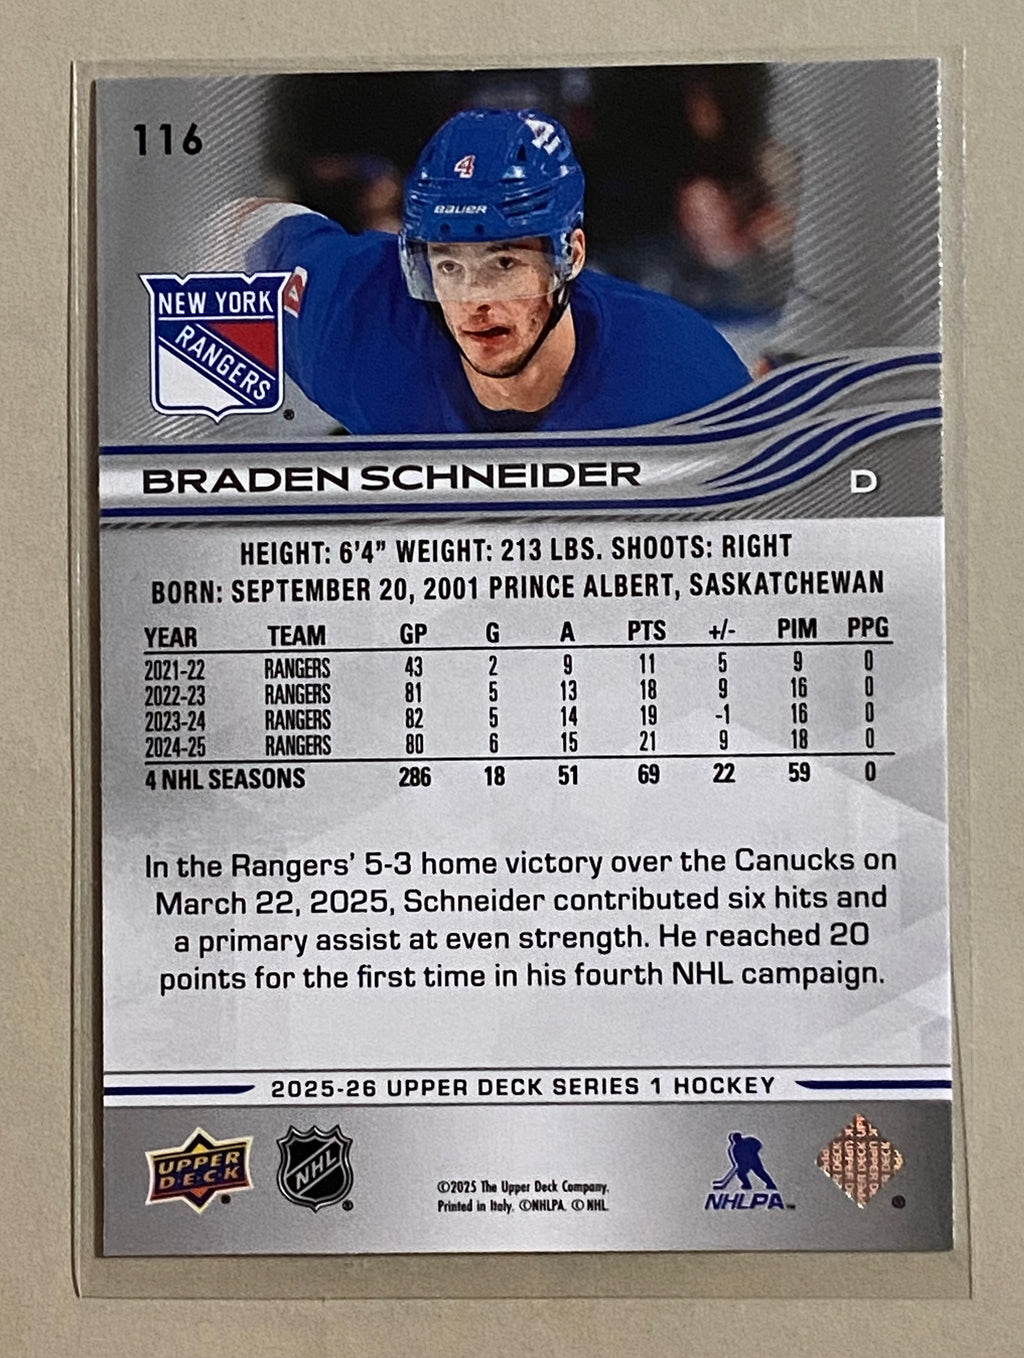 116
4
BAUER
NEW YORK
RANGERS
®
BRADEN SCHNEIDER
D
HEIGHT: 6'4" WEIGHT: 213 LBS. SHOOTS: RIGHT
BORN: SEPTEMBER 20, 2001 PRINCE ALBERT, SASKATCHEWAN
YEAR TEAM GP G A PTS +/- PIM PPG
2021-22 RANGERS 43 2 9 11 5 9 0
2022-23 RANGERS 81 5 13 18 9 16 0
2023-24 RANGERS 82 5 14 19 -1 16 0
2024-25 RANGERS 80 6 15 21 9 18 0
4 NHL SEASONS 286 18 51 69 22 59 0
In the Rangers' 5-3 home victory over the Canucks on
March 22, 2025, Schneider contributed six hits and
a primary assist at even strength. He reached 20
points for the first time in his fourth NHL campaign.
2025-26 UPPER DECK SERIES 1 HOCKEY
UPPER
D·E·C·K
®
NHL
®
©2025 The Upper Deck Company.
Printed in Italy. ©NHLPA. © NHL.
NHLPA™
UPPER DECK
®